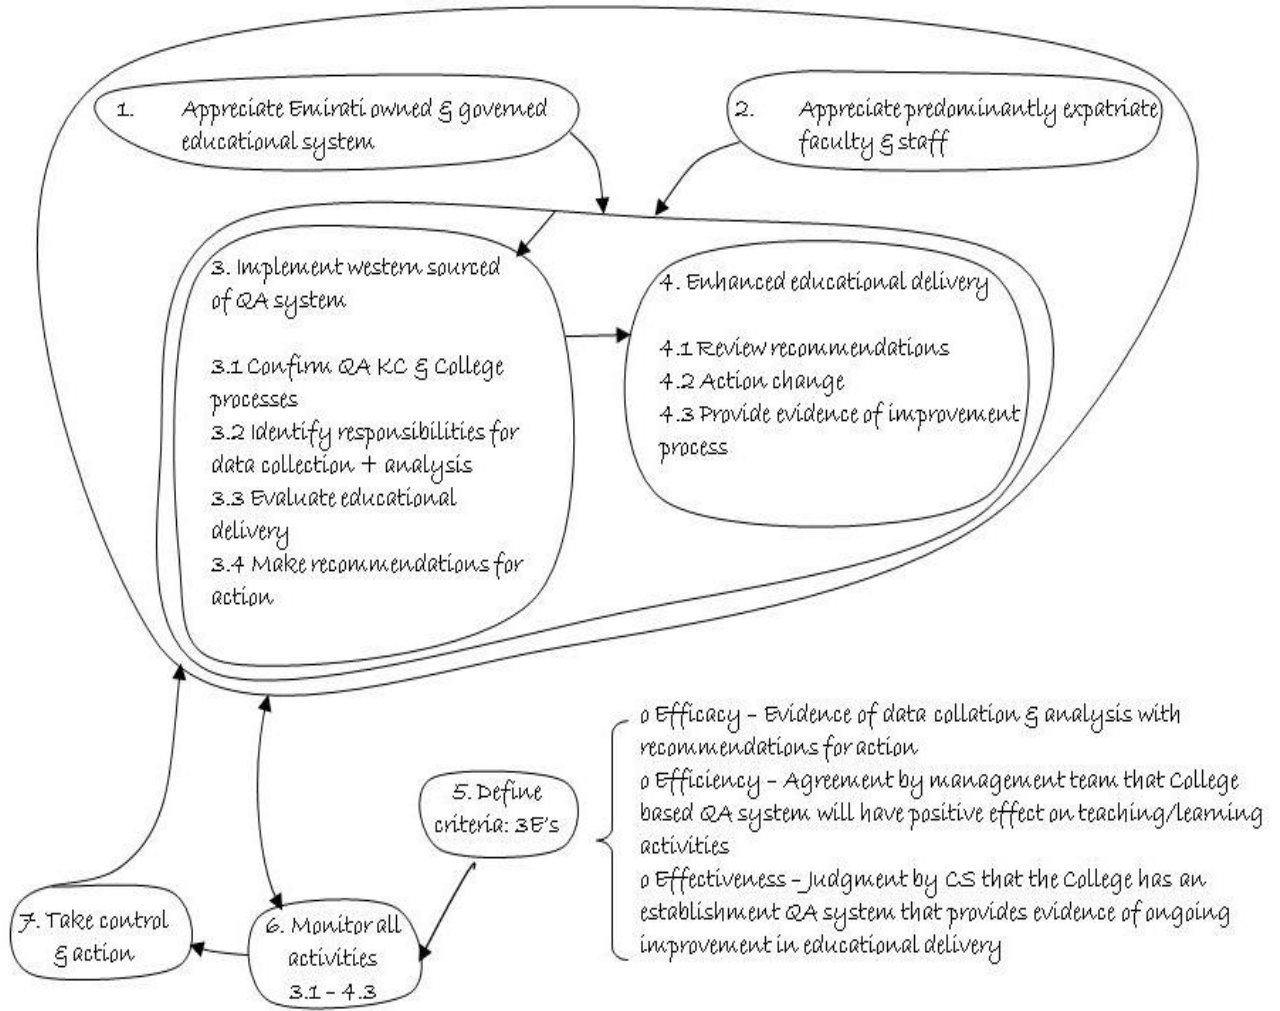 1. Appreciate Emirati owned & governed
educational system
2. Appreciate predominantly expatriate
faculty & staff
3. Implement western sourced
of QA system
3.1 Confirm QA KC & College
processes
3.2 Identify responsibilities for
data collection + analysis
3.3 Evaluate educational
delivery
3.4 Make recommendations for
action
4. Enhanced educational delivery
4.1 Review recommendations
4.2 Action change
4.3 Provide evidence of improvement
process
5. Define
criteria: 3E's
o Efficacy – Evidence of data collation & analysis with
recommendations for action
o Efficiency – Agreement by management team that College
based QA system will have positive effect on teaching/learning
activities
o Effectiveness – Judgment by CS that the College has an
establishment QA system that provides evidence of ongoing
improvement in educational delivery
6. Monitor all
activities
3.1 – 4.3
7. Take control
& action